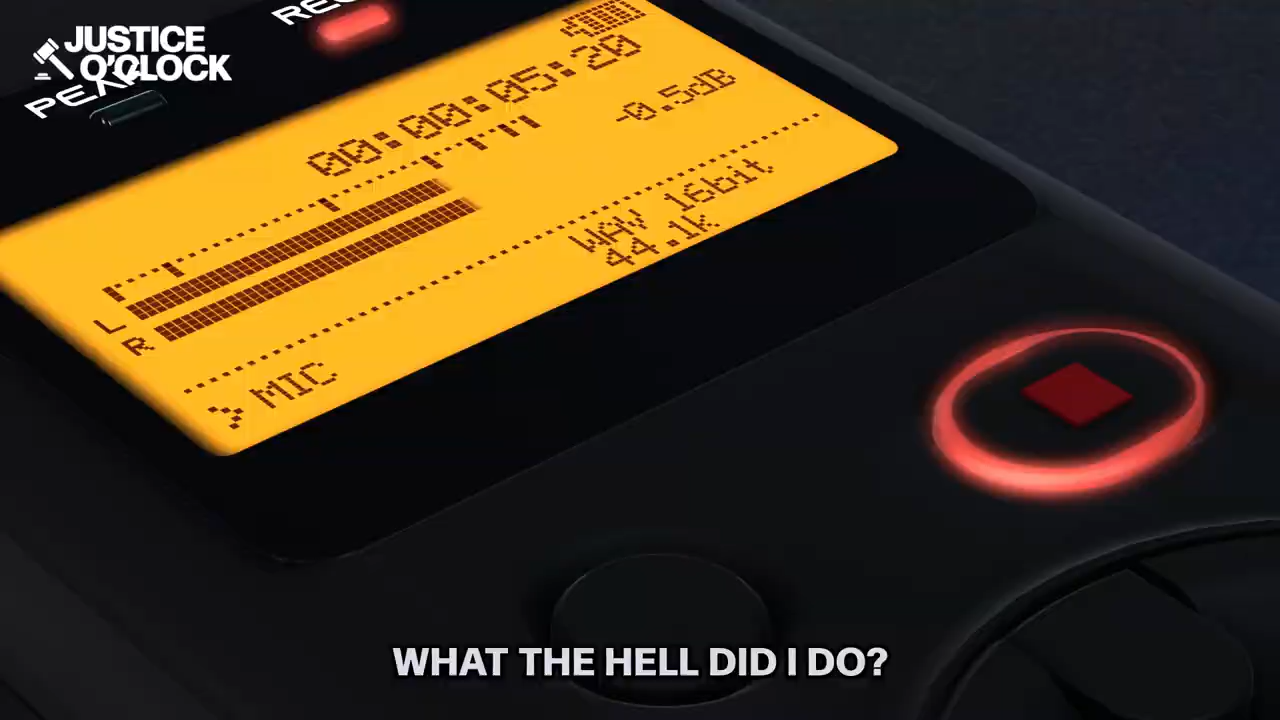 JUSTICE
O'CLOCK
REC
PEAK
00:00:05:20
-0.5dB
L
R
WAV 16bit
44.1K
MIC
WHAT THE HELL DID I DO?